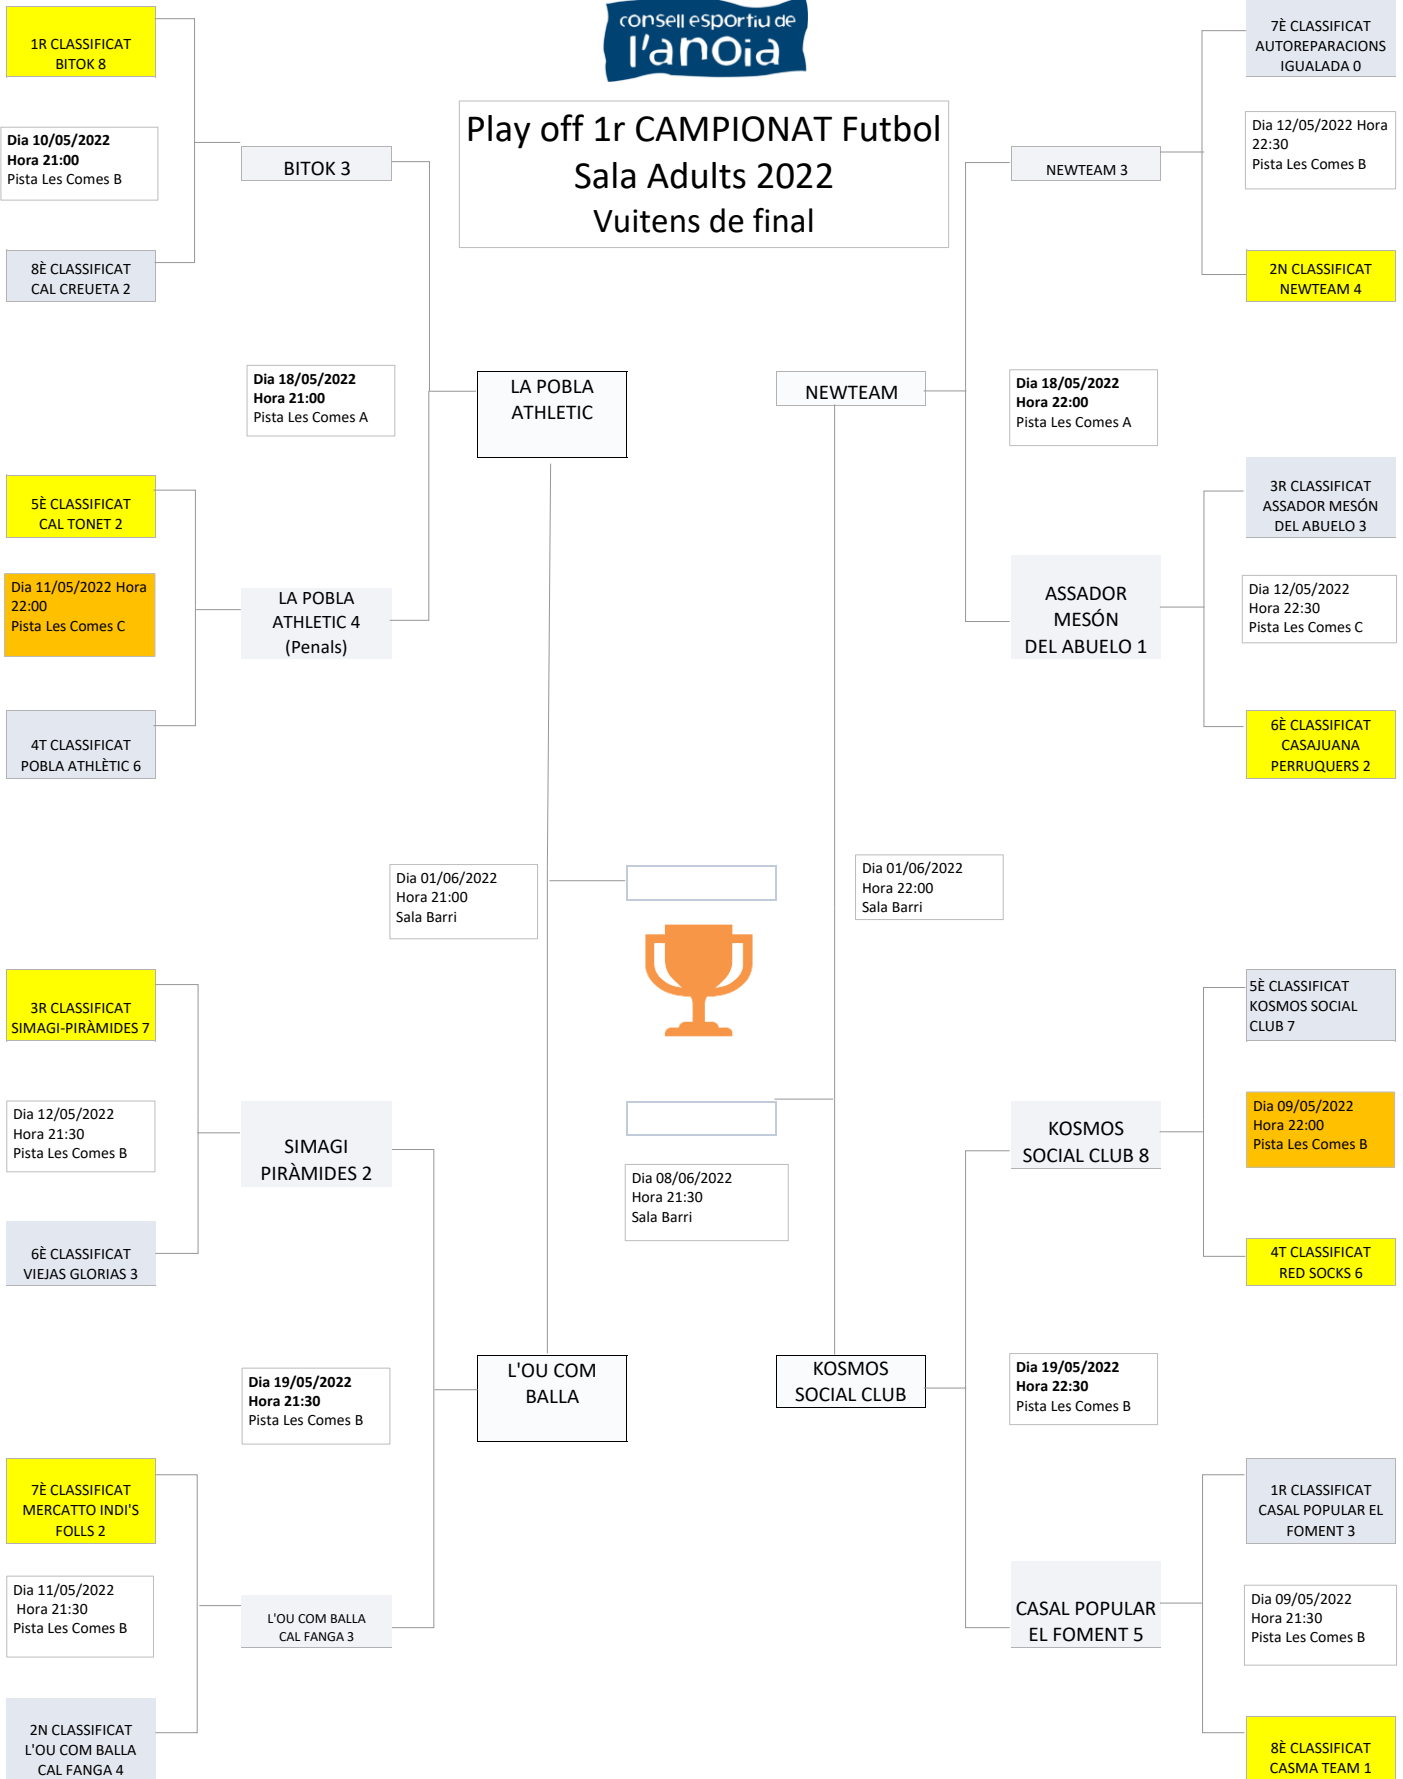 consell esportiu de
l'anoia
Play off 1r CAMPIONAT Futbol
Sala Adults 2022
Vuitens de final
1R CLASSIFICAT
BITOK 8
Dia 10/05/2022
Hora 21:00
Pista Les Comes B
8È CLASSIFICAT
CAL CREUETA 2
BITOK 3
Dia 18/05/2022
Hora 21:00
Pista Les Comes A
LA POBLA
ATHLETIC
5È CLASSIFICAT
CAL TONET 2
Dia 11/05/2022 Hora
22:00
Pista Les Comes C
4T CLASSIFICAT
POBLA ATHLÈTIC 6
LA POBLA
ATHLETIC 4
(Penals)
7È CLASSIFICAT
AUTOREPARACIONS
IGUALADA 0
Dia 12/05/2022 Hora
22:30
Pista Les Comes B
2N CLASSIFICAT
NEWTEAM 4
NEWTEAM 3
NEWTEAM
Dia 18/05/2022
Hora 22:00
Pista Les Comes A
3R CLASSIFICAT
ASSADOR MESÓN
DEL ABUELO 3
Dia 12/05/2022
Hora 22:30
Pista Les Comes C
6È CLASSIFICAT
CASAJUANA
PERRUQUERS 2
ASSADOR
MESÓN
DEL ABUELO 1
Dia 01/06/2022
Hora 21:00
Sala Barri
Dia 01/06/2022
Hora 22:00
Sala Barri
Dia 08/06/2022
Hora 21:30
Sala Barri
3R CLASSIFICAT
SIMAGI-PIRÀMIDES 7
Dia 12/05/2022
Hora 21:30
Pista Les Comes B
6È CLASSIFICAT
VIEJAS GLORIAS 3
SIMAGI
PIRÀMIDES 2
Dia 19/05/2022
Hora 21:30
Pista Les Comes B
L'OU COM
BALLA
7È CLASSIFICAT
MERCATTO INDI'S
FOLLS 2
Dia 11/05/2022
Hora 21:30
Pista Les Comes B
2N CLASSIFICAT
L'OU COM BALLA
CAL FANGA 4
L'OU COM BALLA
CAL FANGA 3
5È CLASSIFICAT
KOSMOS SOCIAL
CLUB 7
Dia 09/05/2022
Hora 22:00
Pista Les Comes B
4T CLASSIFICAT
RED SOCKS 6
KOSMOS
SOCIAL CLUB 8
KOSMOS
SOCIAL CLUB
Dia 19/05/2022
Hora 22:30
Pista Les Comes B
1R CLASSIFICAT
CASAL POPULAR EL
FOMENT 3
Dia 09/05/2022
Hora 21:30
Pista Les Comes B
8È CLASSIFICAT
CASMA TEAM 1
CASAL POPULAR
EL FOMENT 5